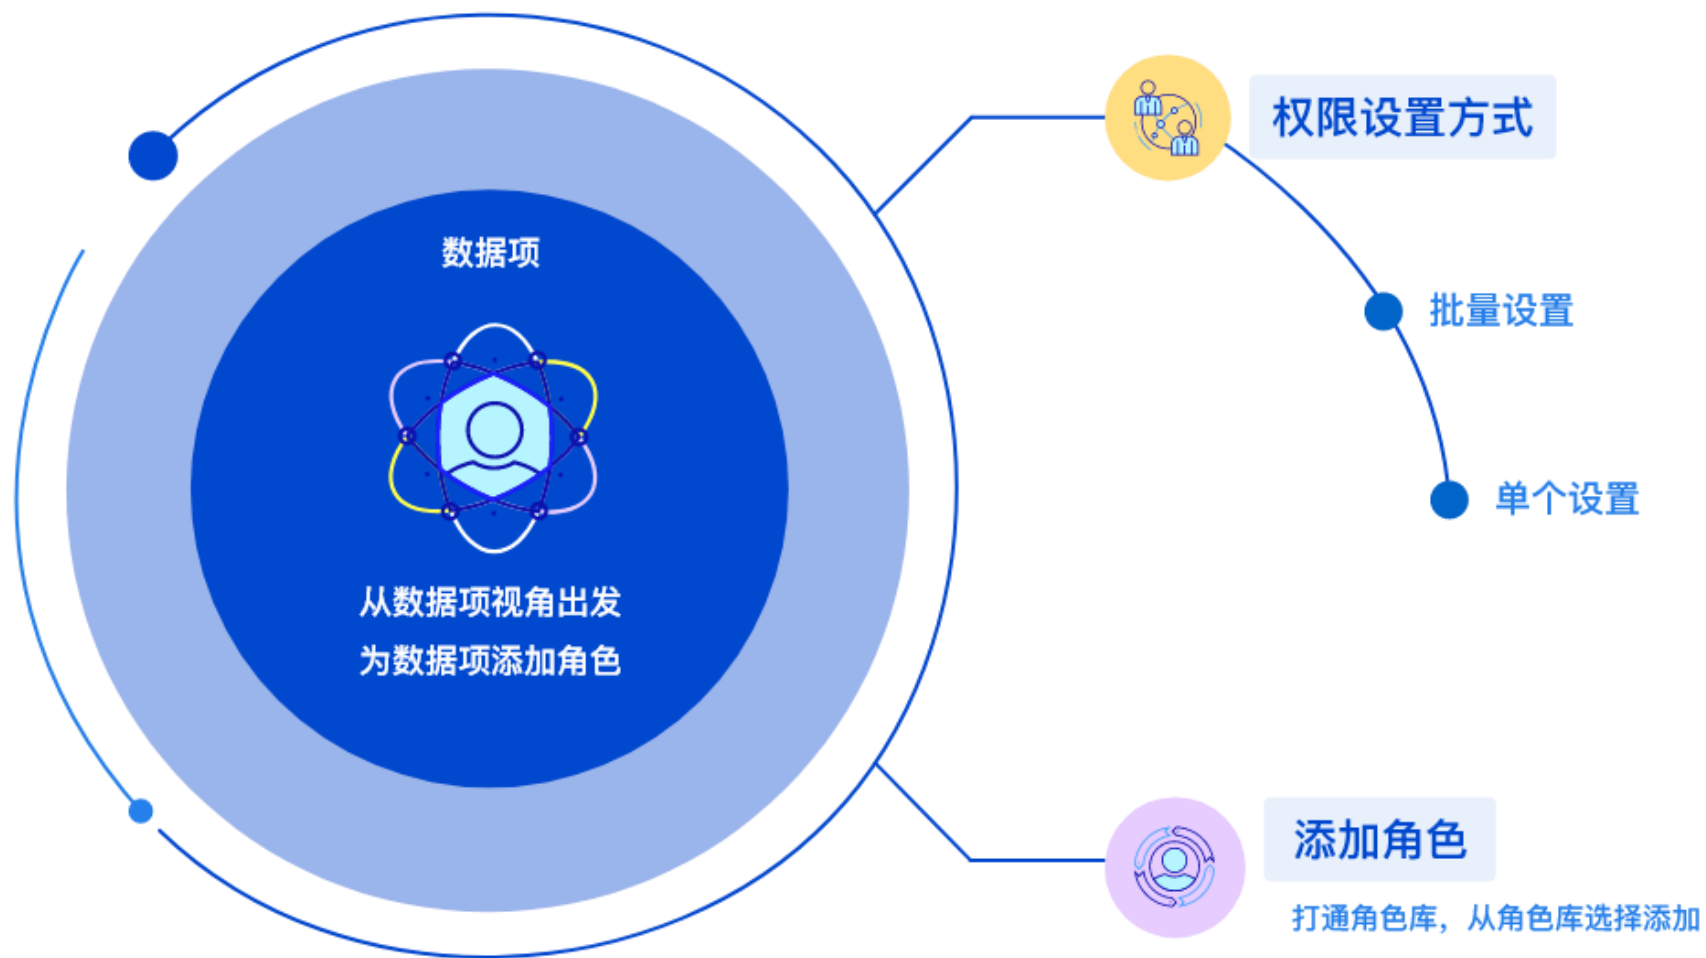 数据项
从数据项视角出发
为数据项添加角色
权限设置方式
批量设置
单个设置
添加角色
打通角色库，从角色库选择添加